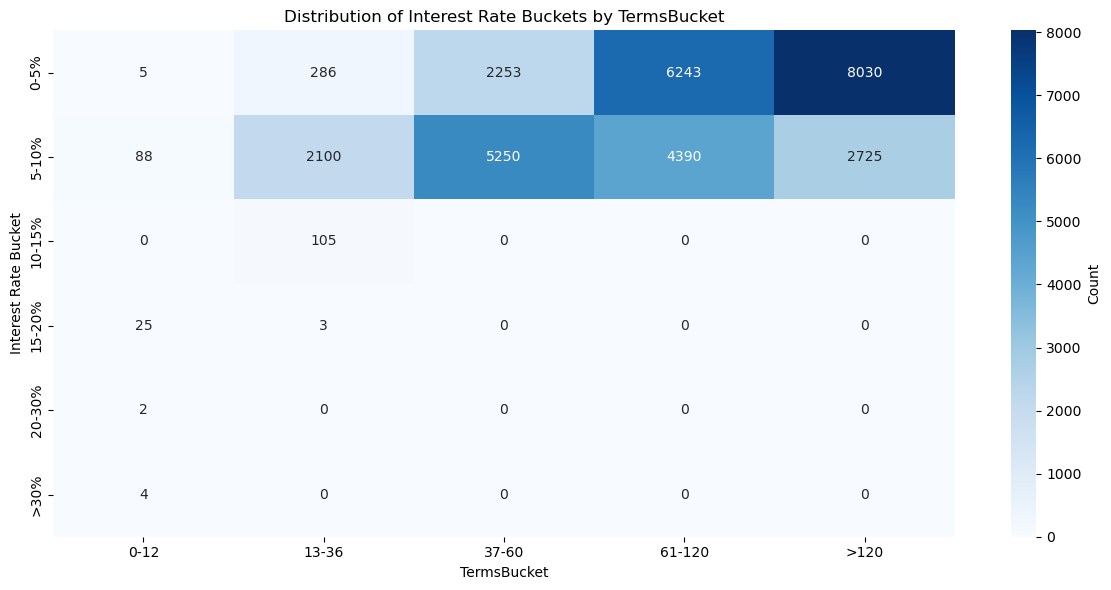 Distribution of Interest Rate Buckets by TermsBucket
Interest Rate Bucket
0-5%
5 286 2253 6243 8030
5-10%
88 2100 5250 4390 2725
10-15%
0 105 0 0 0
15-20%
25 3 0 0 0
20-30%
2 0 0 0 0
>30%
4 0 0 0 0
0-12 13-36 37-60 61-120 >120
TermsBucket
8000
7000
6000
5000
4000
3000
2000
1000
0
Count